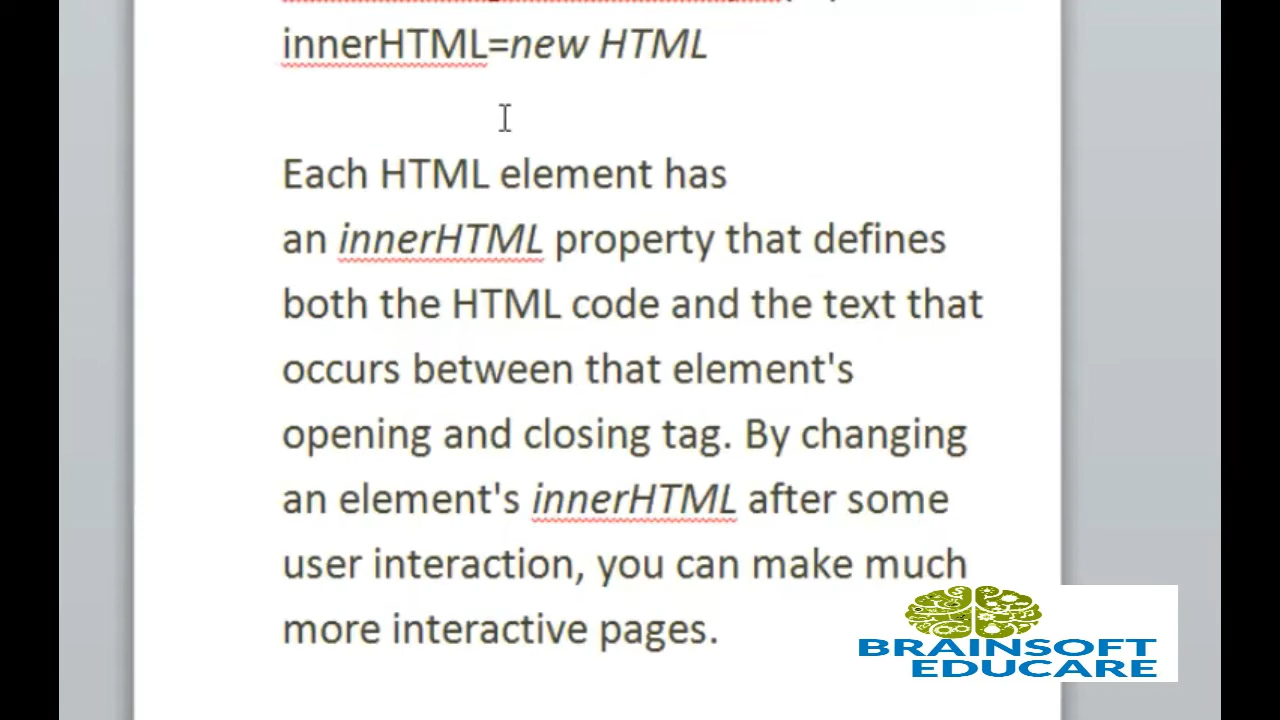 innerHTML=new HTML
Each HTML element has
an innerHTML property that defines
both the HTML code and the text that
occurs between that element's
opening and closing tag. By changing
an element's innerHTML after some
user interaction, you can make much
more interactive pages.
BRAINSOFT
EDUCARE